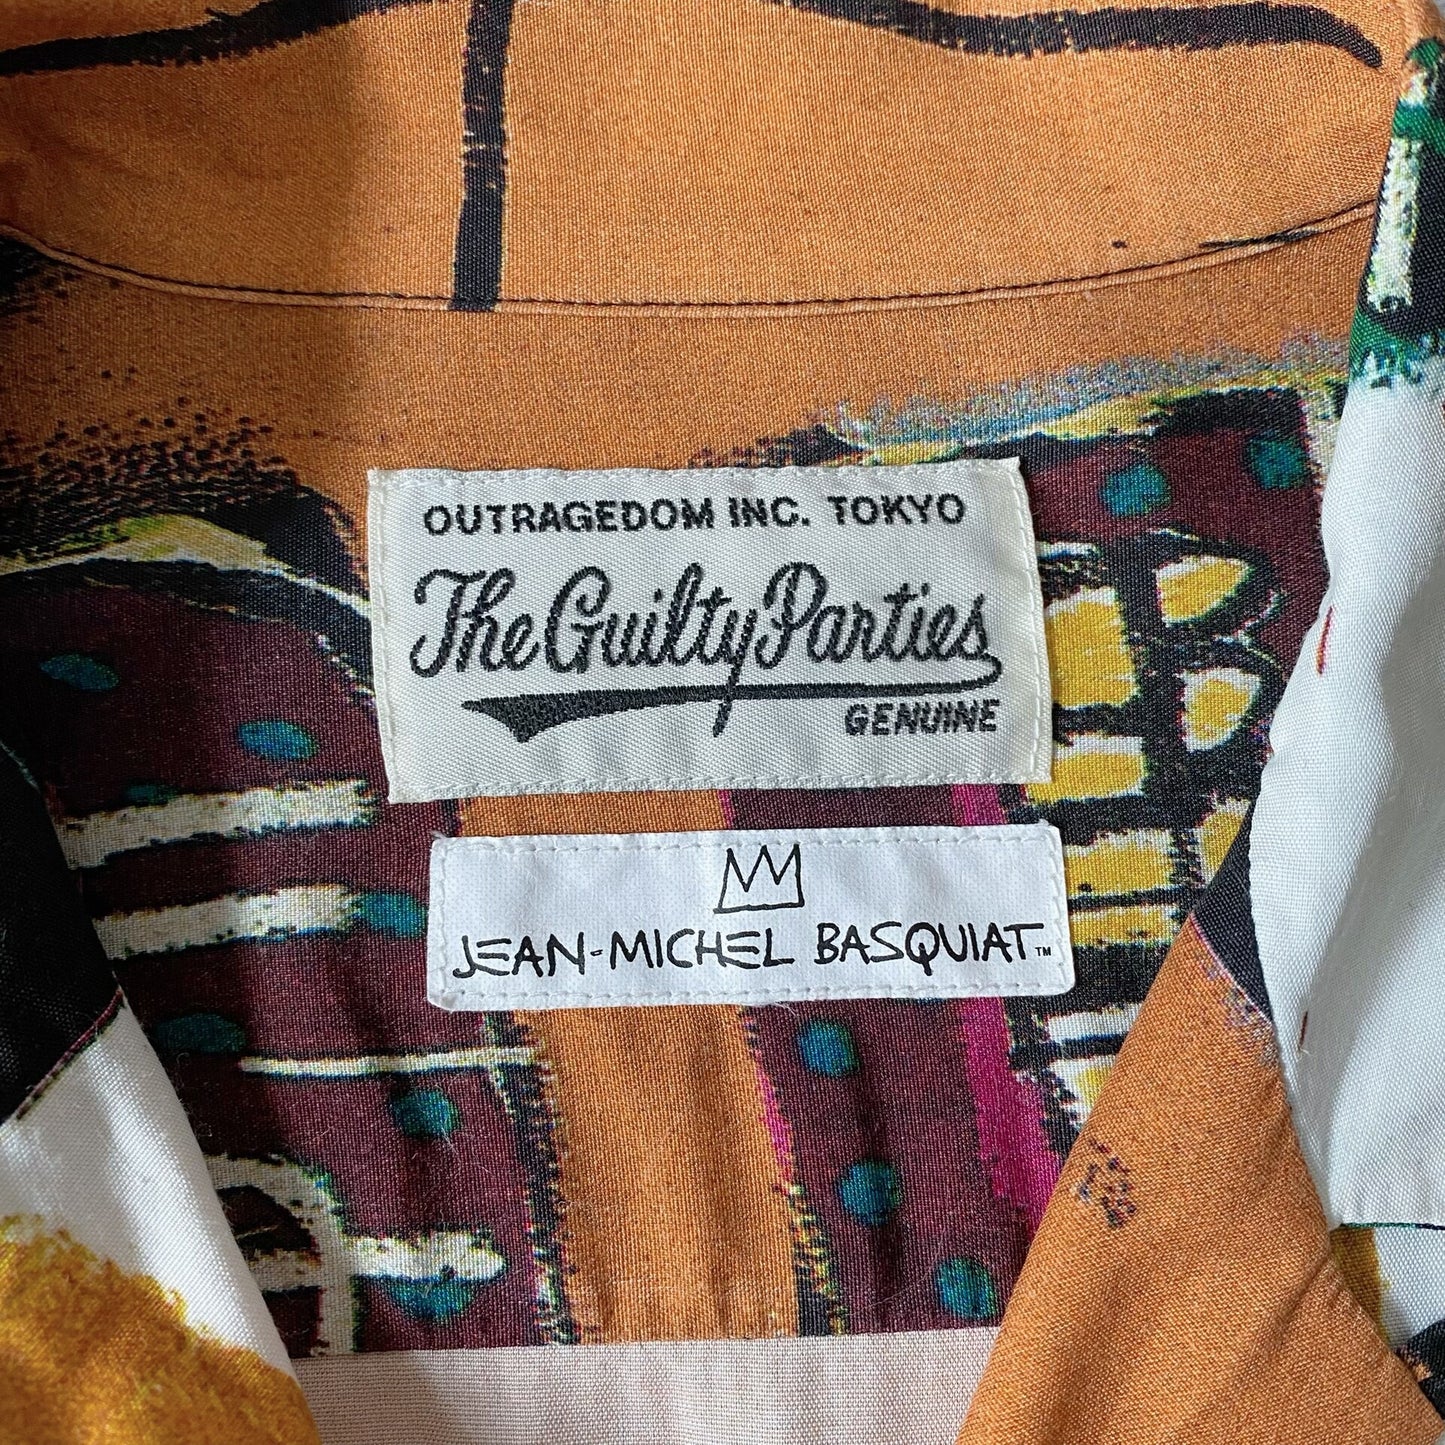 OUTRAGEDOM INC. TOKYO
The Guilty Parties
GENUINE
JEAN-MICHEL BASQUIAT™